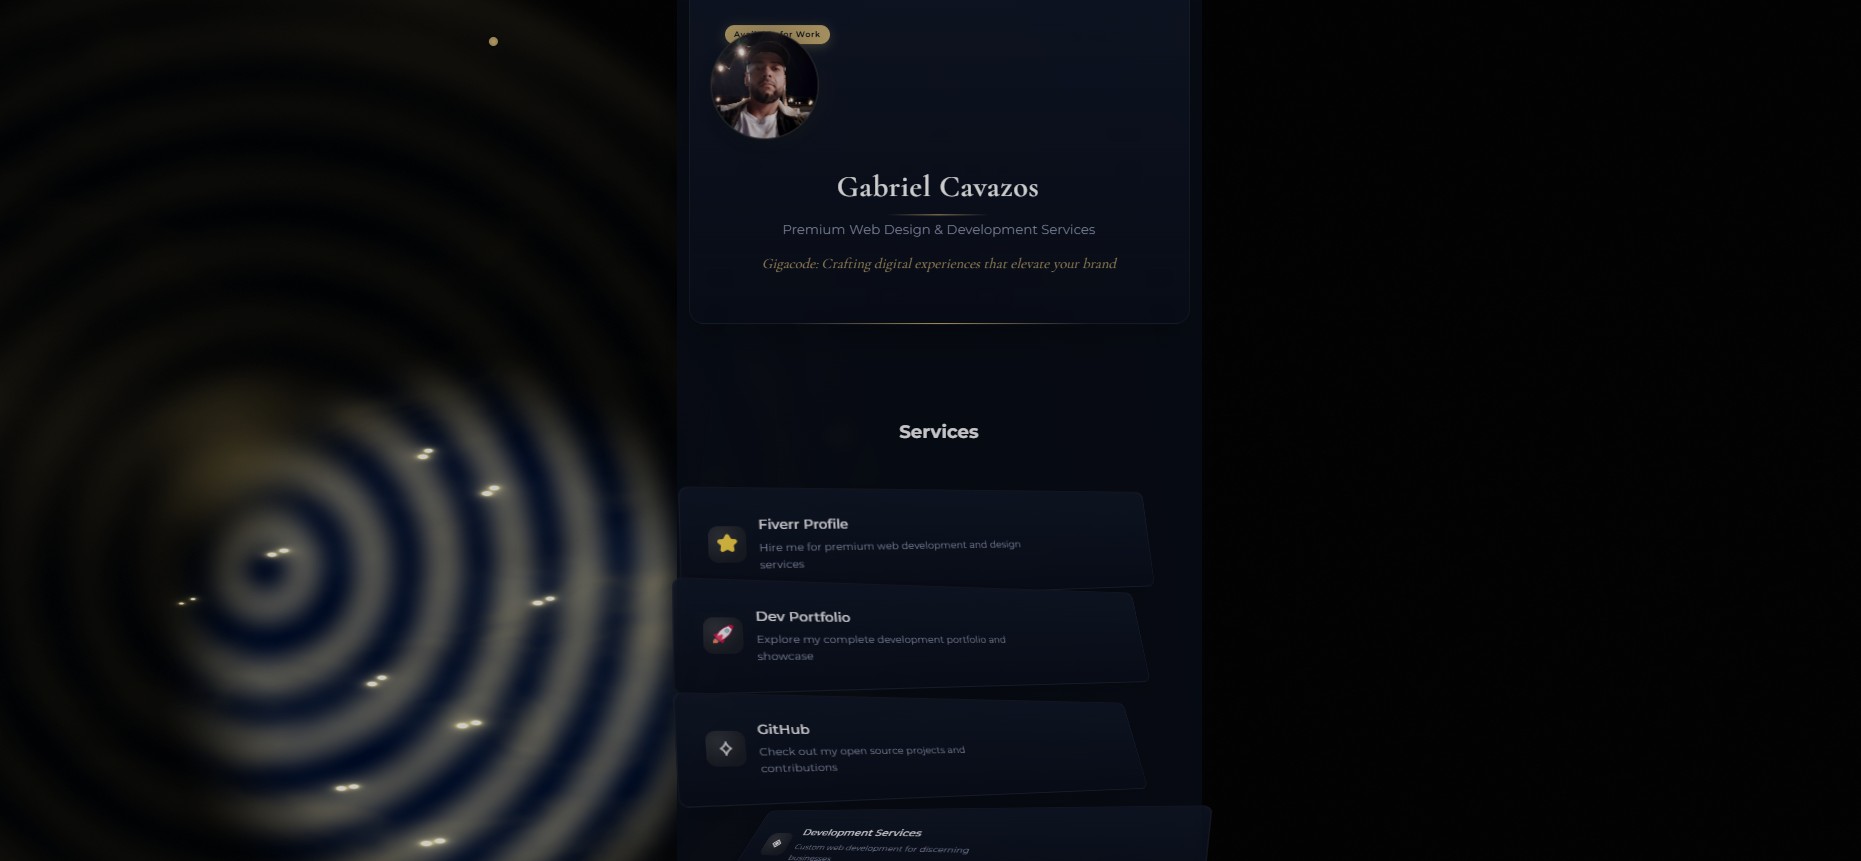 for Work
Gabriel Cavazos
Premium Web Design & Development Services
Gigacode: Crafting digital experiences that elevate your brand
Services
Fiverr Profile
Hire me for premium web development and design
services
Dev Portfolio
Explore my complete development portfolio and
showcase
GitHub
Check out my open source projects and
contributions
Development Services
Custom web development for discerning
businesses